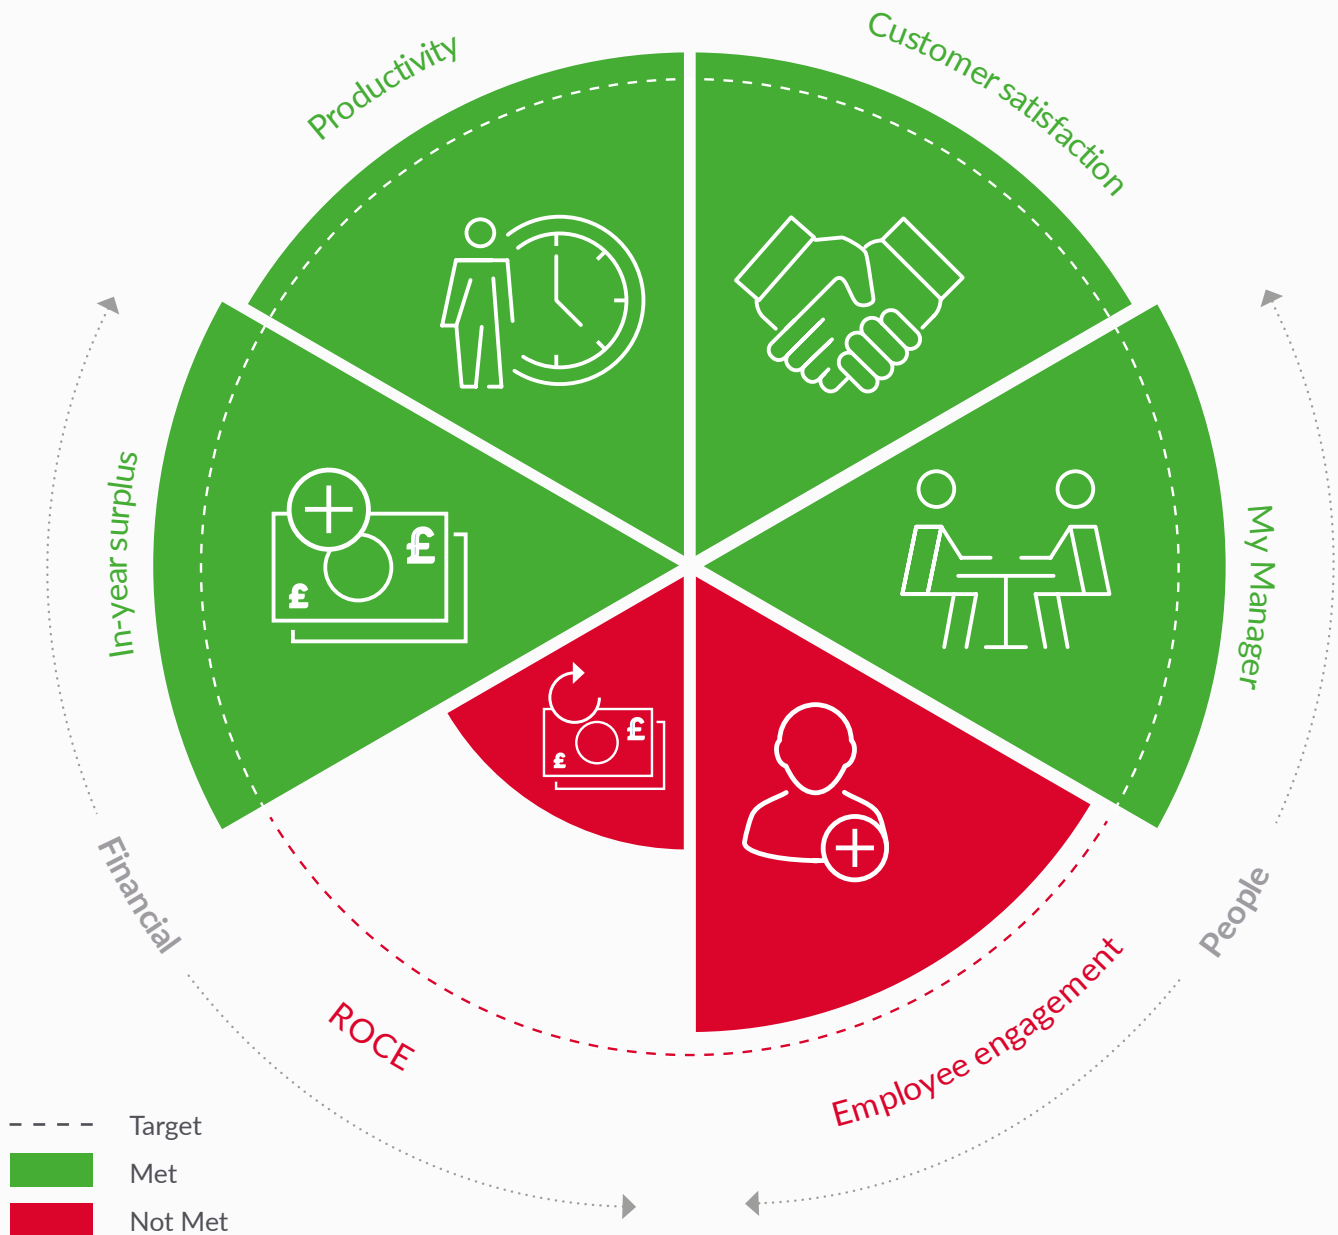 Productivity
Customer satisfaction
In-year surplus
£
£
My Manager
£
£
Financial
People
ROCE
Employee engagement
Target
Met
Not Met